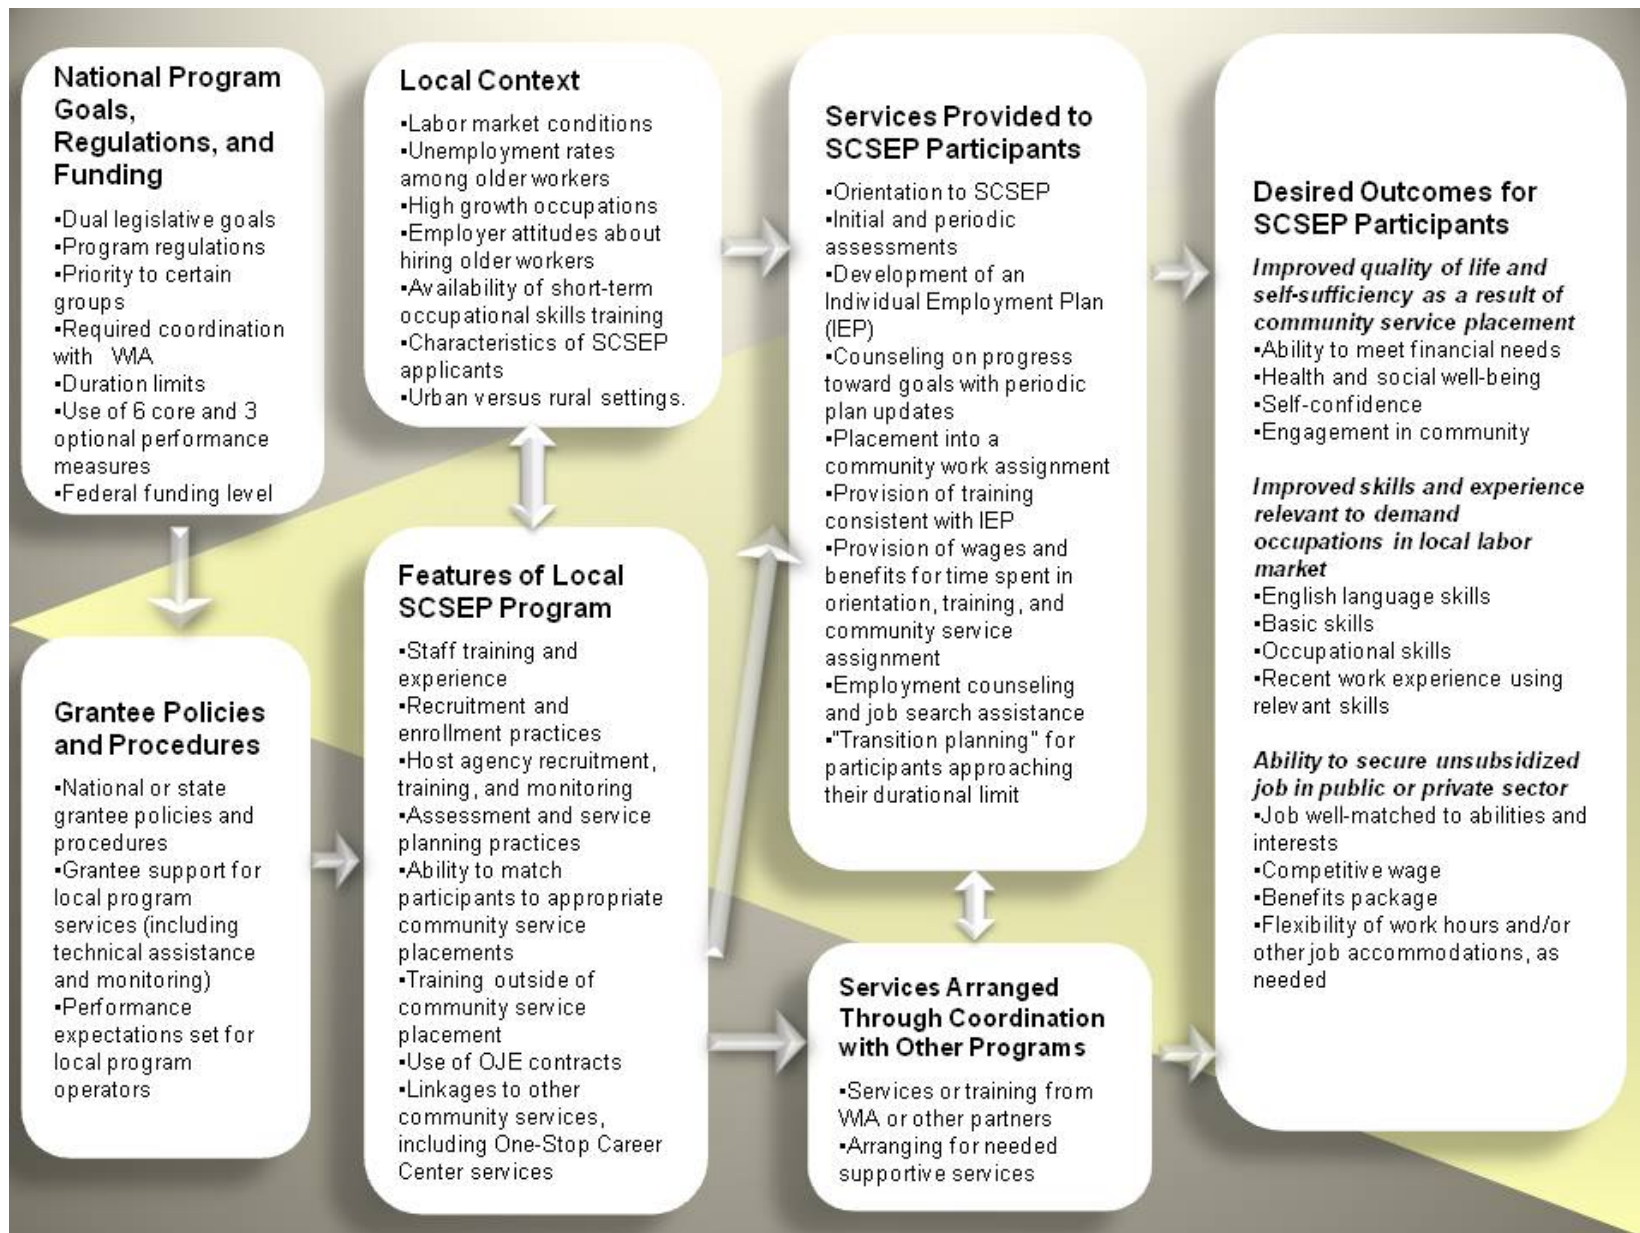 National Program
Goals,
Regulations, and
Funding
▪Dual legislative goals
▪Program regulations
▪Priority to certain
groups
▪Required coordination
with WIA
▪Duration limits
▪Use of 6 core and 3
optional performance
measures
▪Federal funding level
Grantee Policies
and Procedures
▪National or state
grantee policies and
procedures
▪Grantee support for
local program
services (including
technical assistance
and monitoring)
▪Performance
expectations set for
local program
operators
Local Context
▪Labor market conditions
▪Unemployment rates
among older workers
▪High growth occupations
▪Employer attitudes about
hiring older workers
▪Availability of short-term
occupational skills training
▪Characteristics of SCSEP
applicants
▪Urban versus rural settings.
Features of Local
SCSEP Program
▪Staff training and
experience
▪Recruitment and
enrollment practices
▪Host agency recruitment,
training, and monitoring
▪Assessment and service
planning practices
▪Ability to match
participants to appropriate
community service
placements
▪Training outside of
community service
placement
▪Use of OJE contracts
▪Linkages to other
community services,
including One-Stop Career
Center services
Services Provided to
SCSEP Participants
▪Orientation to SCSEP
▪Initial and periodic
assessments
▪Development of an
Individual Employment Plan
(IEP)
▪Counseling on progress
toward goals with periodic
plan updates
▪Placement into a
community work assignment
▪Provision of training
consistent with IEP
▪Provision of wages and
benefits for time spent in
orientation, training, and
community service
assignment
▪Employment counseling
and job search assistance
▪"Transition planning" for
participants approaching
their durational limit
Services Arranged
Through Coordination
with Other Programs
▪Services or training from
WIA or other partners
▪Arranging for needed
supportive services
Desired Outcomes for
SCSEP Participants
Improved quality of life and
self-sufficiency as a result of
community service placement
▪Ability to meet financial needs
▪Health and social well-being
▪Self-confidence
▪Engagement in community
Improved skills and experience
relevant to demand
occupations in local labor
market
▪English language skills
▪Basic skills
▪Occupational skills
▪Recent work experience using
relevant skills
Ability to secure unsubsidized
job in public or private sector
▪Job well-matched to abilities and
interests
▪Competitive wage
▪Benefits package
▪Flexibility of work hours and/or
other job accommodations, as
needed